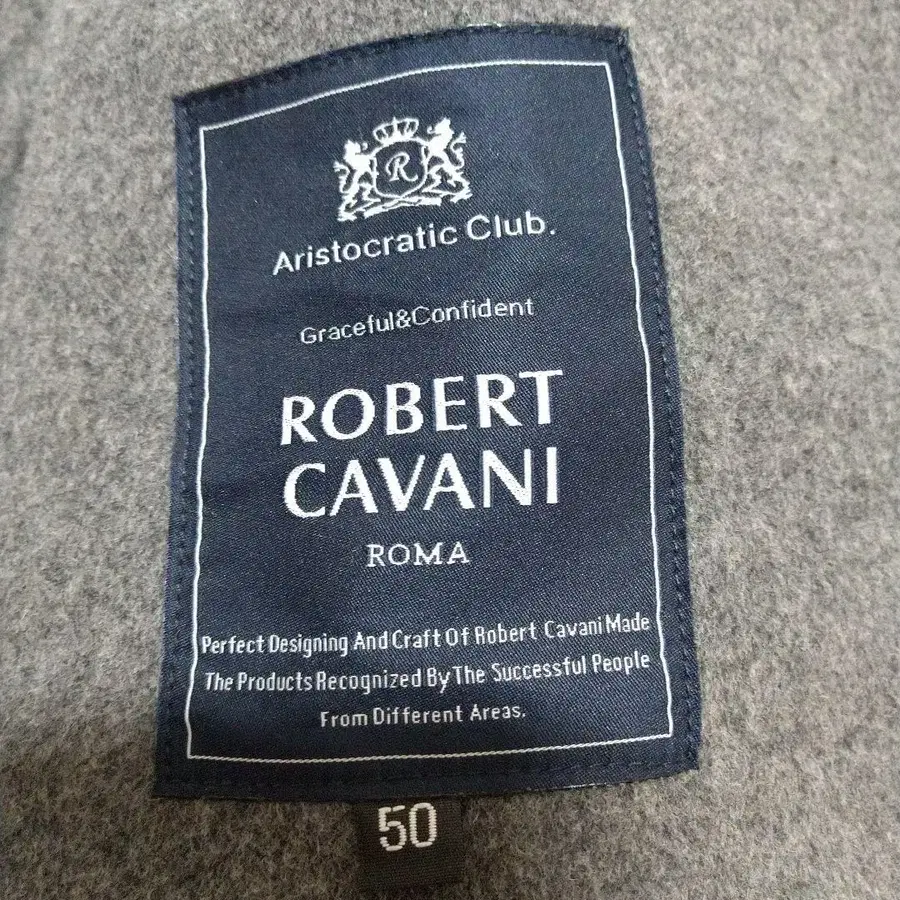 R
Aristocratic Club.
Graceful&Confident
ROBERT
CAVANI
ROMA
Perfect Designing And Craft Of Robert Cavani Made
The Products Recognized By The Successful People
From Different Areas.
50